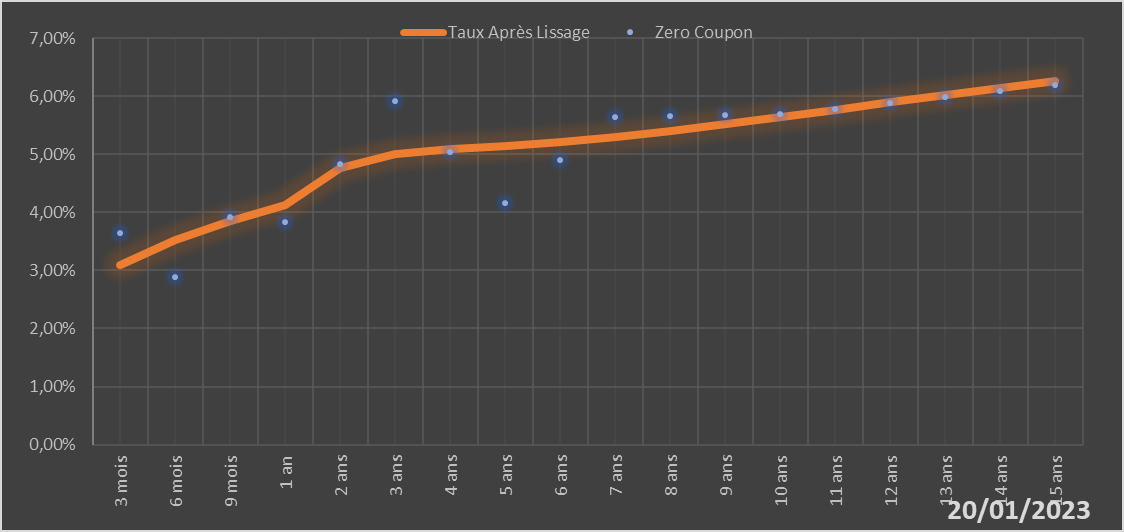 Taux Après Lissage
Zero Coupon
7,00%
6,00%
5,00%
4,00%
3,00%
2,00%
1,00%
0,00%
3 mois
6 mois
9 mois
1 an
2 ans
3 ans
4 ans
5 ans
6 ans
7 ans
8 ans
9 ans
10 ans
11 ans
12 ans
13 ans
14 ans
15 ans
20/01/2023